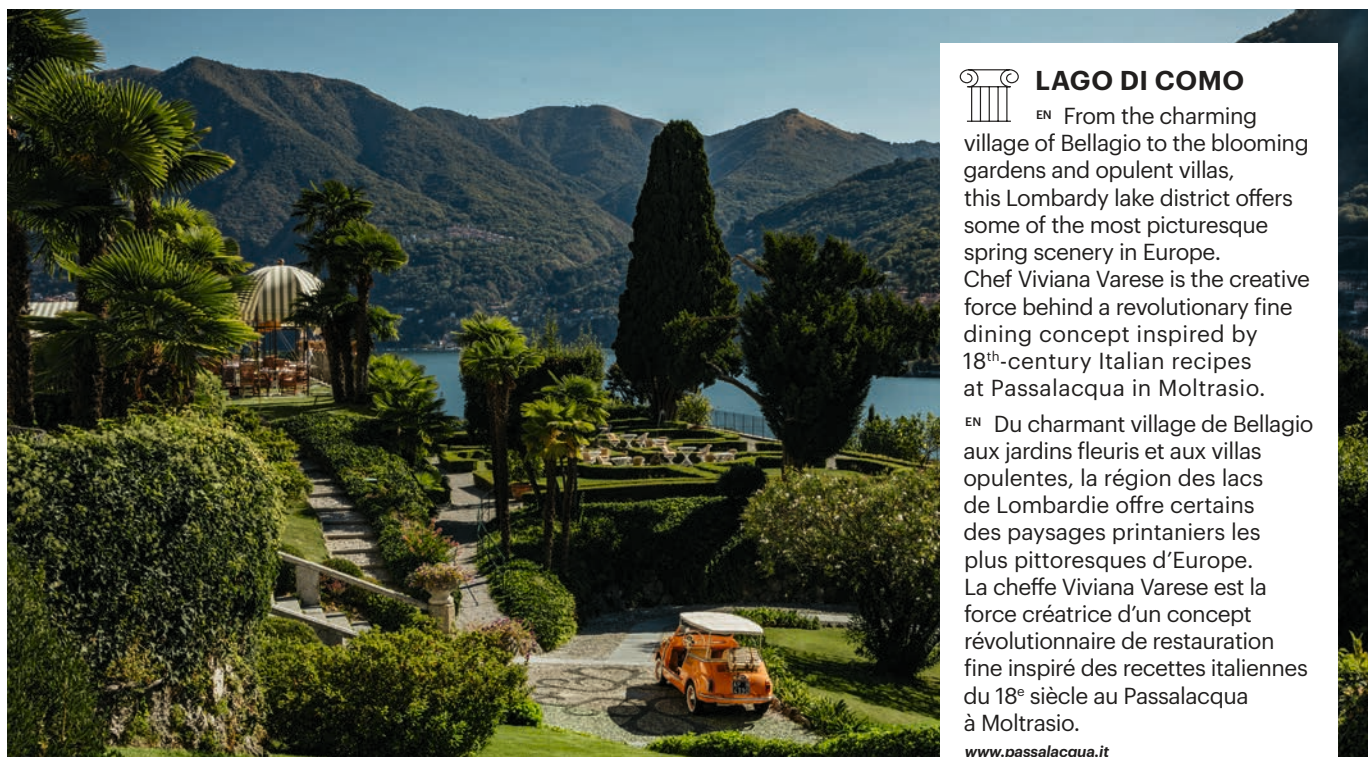 LAGO DI COMO
EN From the charming
village of Bellagio to the blooming
gardens and opulent villas,
this Lombardy lake district offers
some of the most picturesque
spring scenery in Europe.
Chef Viviana Varese is the creative
force behind a revolutionary fine
dining concept inspired by
18th-century Italian recipes
at Passalacqua in Moltrasio.
EN Du charmant village de Bellagio
aux jardins fleuris et aux villas
opulentes, la région des lacs
de Lombardie offre certains
des paysages printaniers les
plus pittoresques d’Europe.
La cheffe Viviana Varese est la
force créatrice d’un concept
révolutionnaire de restauration
fine inspiré des recettes italiennes
du 18e siècle au Passalacqua
à Moltrasio.
www.passalacqua.it